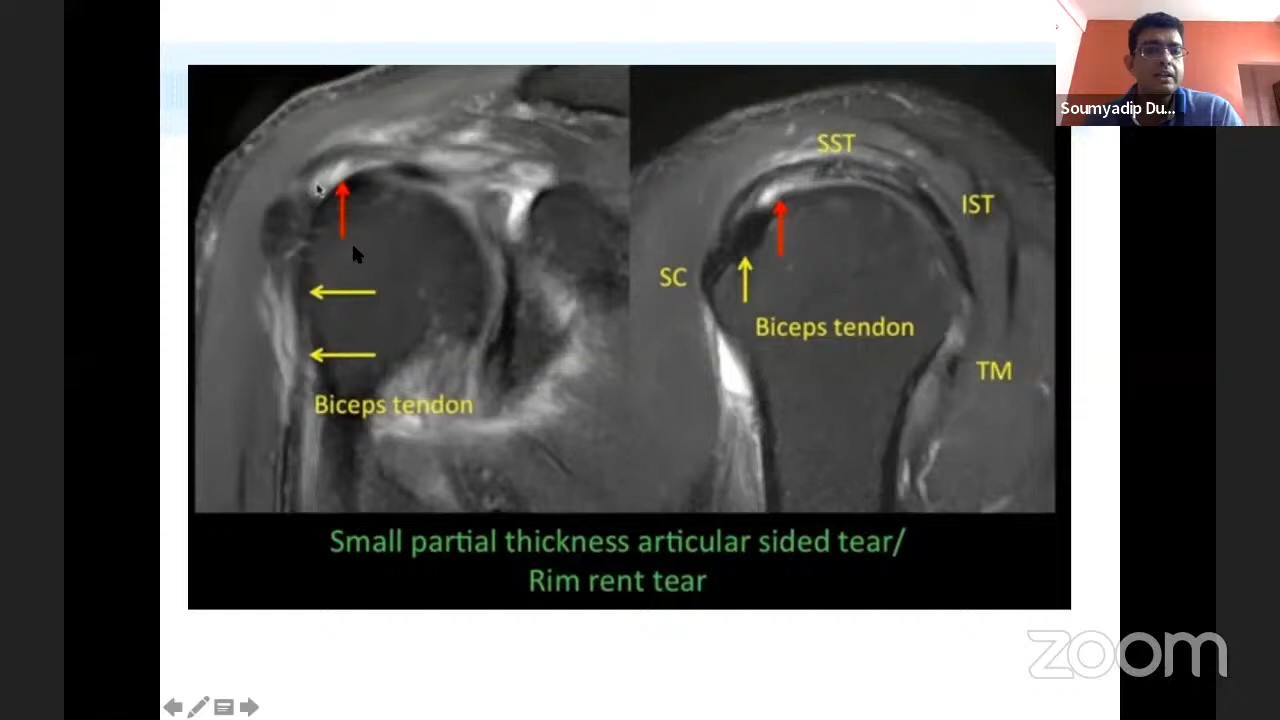 Soumyadip Du...
SST
IST
SC
Biceps tendon
TM
Biceps tendon
Small partial thickness articular sided tear/
Rim rent tear
zoom